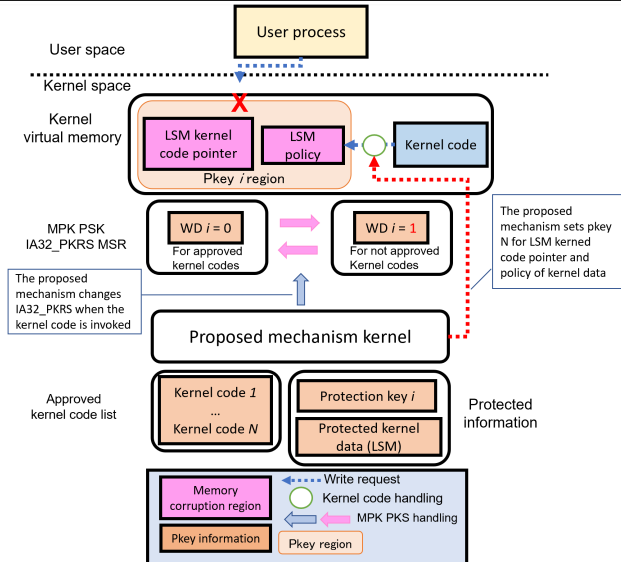 User process
User space
Kernel space
Kernel
virtual memory
X
LSM kernel
code pointer
LSM
policy
Kernel code
Pkey i region
MPK PSK
IA32_PKRS MSR
WD i = 0
For approved
kernel codes
WD i = 1
For not approved
Kernel codes
The proposed
mechanism sets pkey
N for LSM kerned
code pointer and
policy of kernel data
The proposed
mechanism changes
IA32_PKRS when the
kernel code is invoked
Proposed mechanism kernel
Approved
kernel code list
Kernel code 1
...
Kernel code N
Protection key i
Protected kernel
data (LSM)
Protected
information
Memory
corruption region
Pkey information
Write request
Kernel code handling
MPK PKS handling
Pkey region